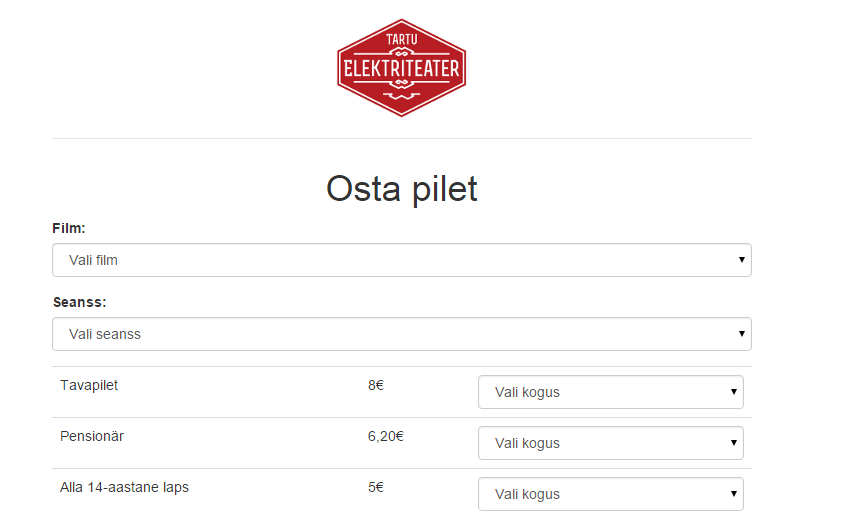 TARTU
ELEKTRITEATER
Osta pilet
Film:
Vali film
Seanss:
Vali seanss
Tavapilet 8€ Vali kogus
Pensionär 6,20€ Vali kogus
Alla 14-aastane laps 5€ Vali kogus